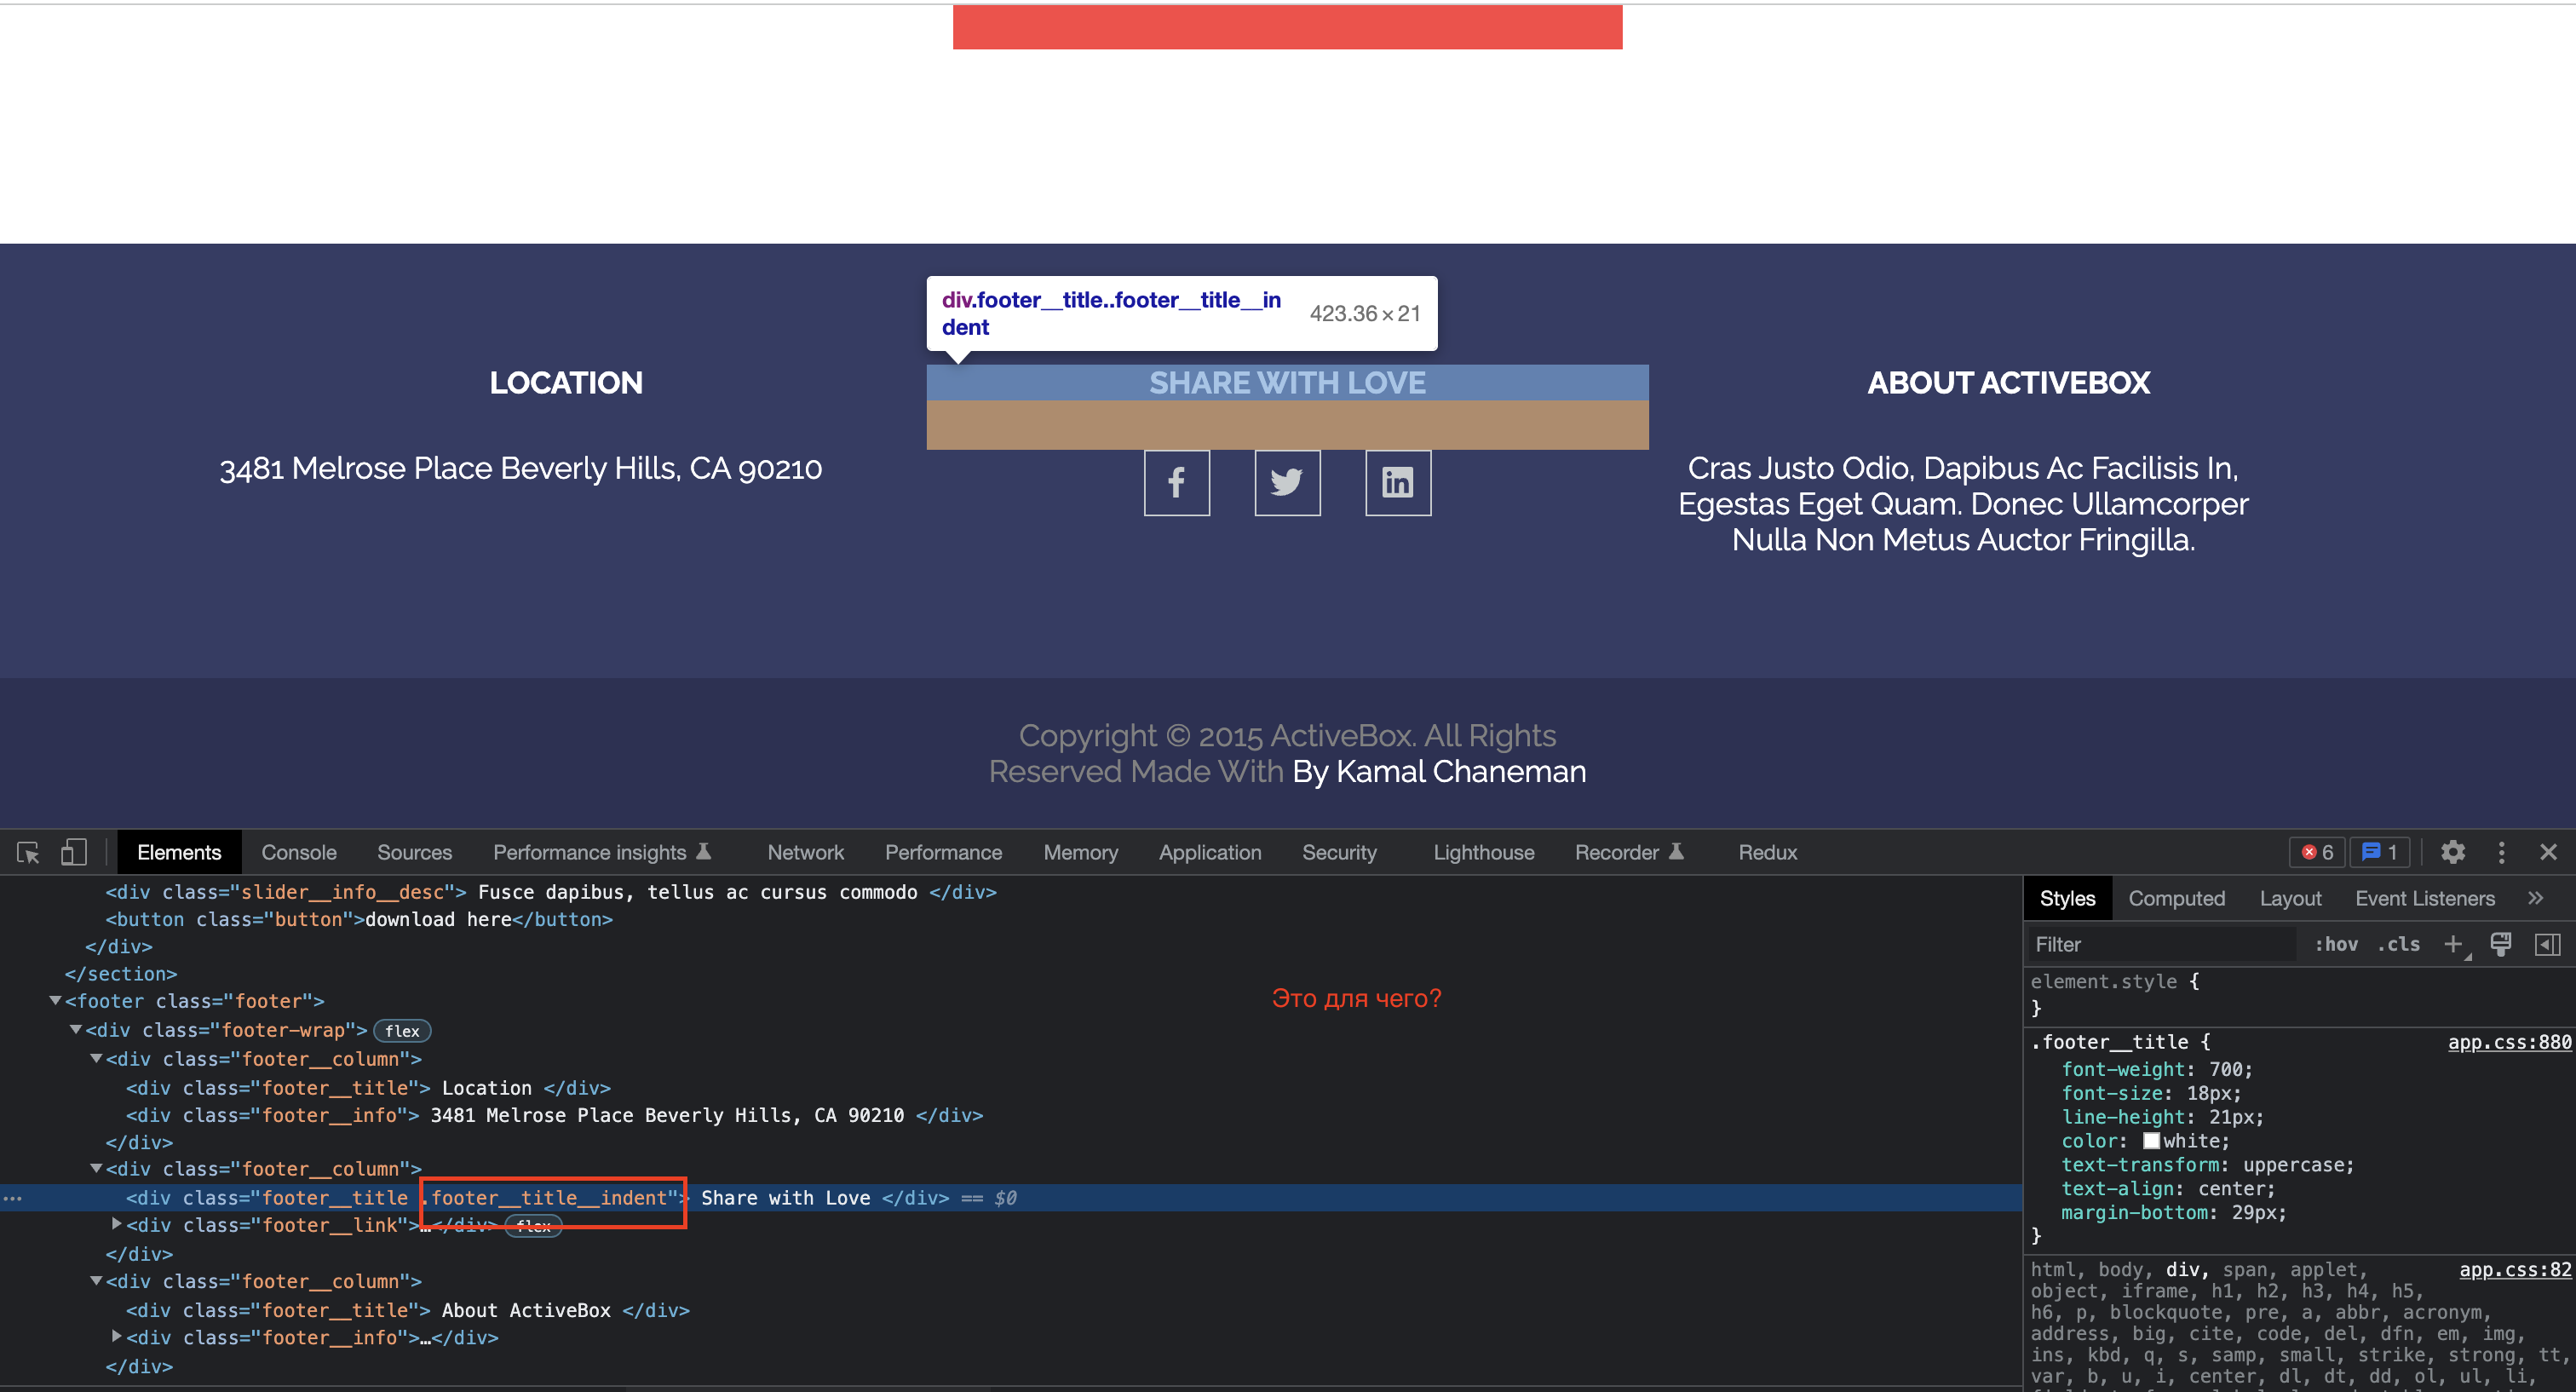 div.footer__title..footer__title__in
dent
423.36 × 21
LOCATION
SHARE WITH LOVE
ABOUT ACTIVEBOX
3481 Melrose Place Beverly Hills, CA 90210
Cras Justo Odio, Dapibus Ac Facilisis In,
Egestas Eget Quam. Donec Ullamcorper
Nulla Non Metus Auctor Fringilla.
Copyright © 2015 ActiveBox. All Rights
Reserved Made With By Kamal Chaneman
Elements Console Sources Performance insights Network Performance Memory Application Security Lighthouse Recorder Redux 6 1
<div class="slider__info__desc"> Fusce dapibus, tellus ac cursus commodo </div>
<button class="button">download here</button>
</div>
</section>
<footer class="footer">
Это для чего?
<div class="footer-wrap"> flex
<div class="footer__column">
<div class="footer__title"> Location </div>
<div class="footer__info"> 3481 Melrose Place Beverly Hills, CA 90210 </div>
</div>
<div class="footer__column">
<div class="footer__title .footer__title__indent"> Share with Love </div> == $0
<div class="footer__link">…</div> flex
</div>
<div class="footer__column">
<div class="footer__title"> About ActiveBox </div>
<div class="footer__info">…</div>
</div>
Styles Computed Layout Event Listeners »
Filter :hov .cls +
element.style {
}
.footer__title { app.css:880
font-weight: 700;
font-size: 18px;
line-height: 21px;
color: white;
text-transform: uppercase;
text-align: center;
margin-bottom: 29px;
}
html, body, div, span, applet, app.css:82
object, iframe, h1, h2, h3, h4, h5,
h6, p, blockquote, pre, a, abbr, acronym,
address, big, cite, code, del, dfn, em, img,
ins, kbd, q, s, samp, small, strike, strong, tt,
var, b, u, i, center, dl, dt, dd, ol, ul, li,